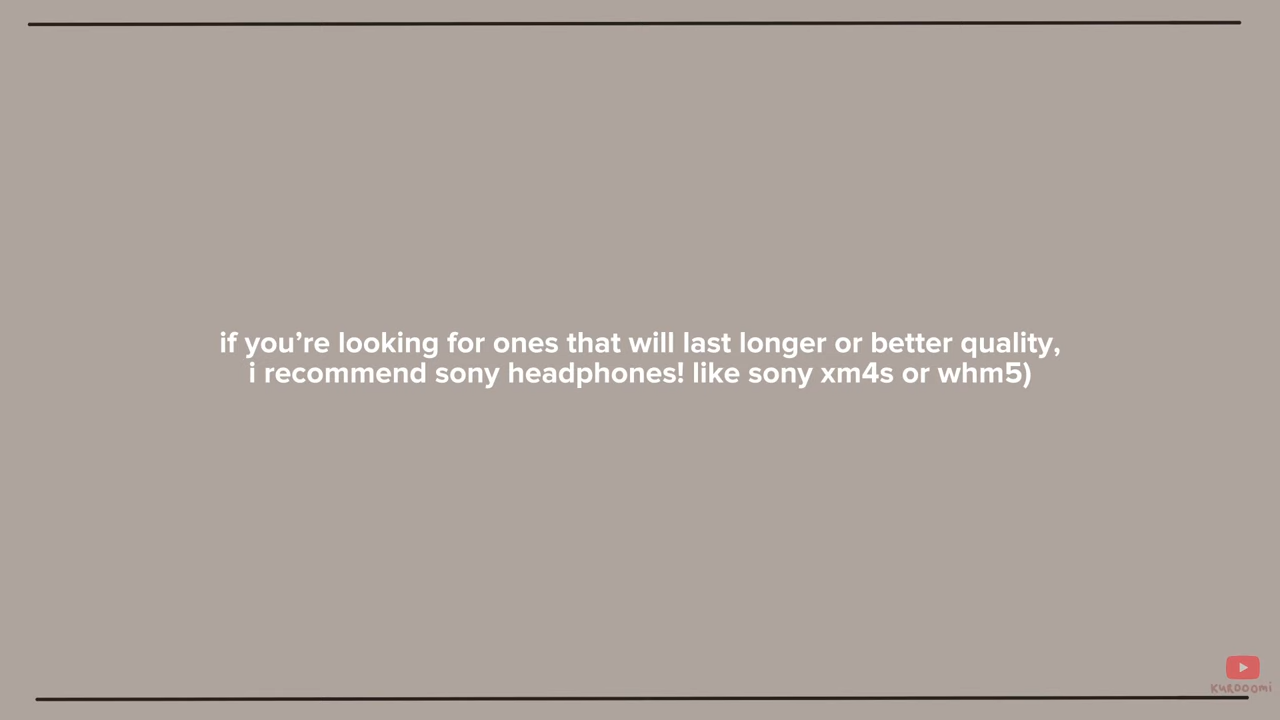 if you’re looking for ones that will last longer or better quality,
i recommend sony headphones! like sony xm4s or whm5)
kurooomi